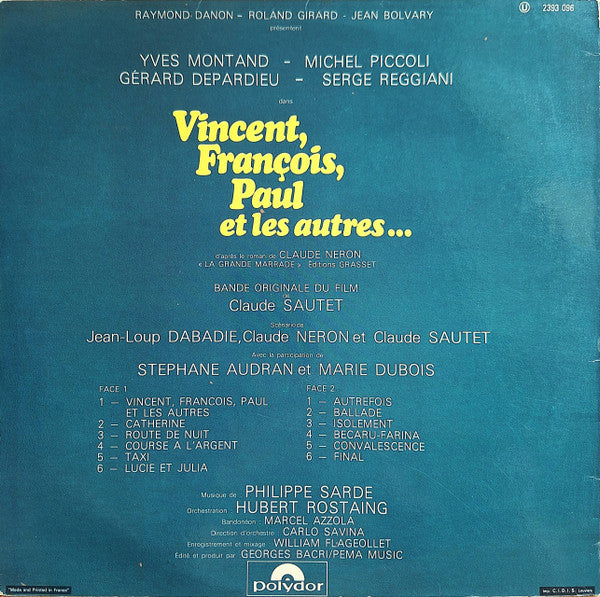 RAYMOND DANON - ROLAND GIRARD - JEAN BOLVARY
présentent
Ⓤ 2393 096
YVES MONTAND - MICHEL PICCOLI
GÉRARD DEPARDIEU - SERGE REGGIANI
dans
Vincent,
François,
Paul
et les autres...
d'après le roman de CLAUDE NERON
« LA GRANDE MARRADE ». Editions GRASSET
BANDE ORIGINALE DU FILM
de
Claude SAUTET
Scénario de
Jean-Loup DABADIE, Claude NERON et Claude SAUTET
Avec la participation de
STEPHANE AUDRAN et MARIE DUBOIS
FACE 1
1 — VINCENT, FRANCOIS, PAUL
ET LES AUTRES
2 — CATHERINE
3 — ROUTE DE NUIT
4 — COURSE A L'ARGENT
5 — TAXI
6 — LUCIE ET JULIA
FACE 2
1 — AUTREFOIS
2 — BALLADE
3 — ISOLEMENT
4 — BECARU-FARINA
5 — CONVALESCENCE
6 — FINAL
Musique de PHILIPPE SARDE
Orchestration : HUBERT ROSTAING
Bandonéon : MARCEL AZZOLA
Direction d'orchestre : CARLO SAVINA
Enregistrement et mixage : WILLIAM FLAGEOLLET
Edité et produit par GEORGES BACRI/PEMA MUSIC
"Made and Printed in France"
polydor
Imp. C.I.D.I.S. Louviers